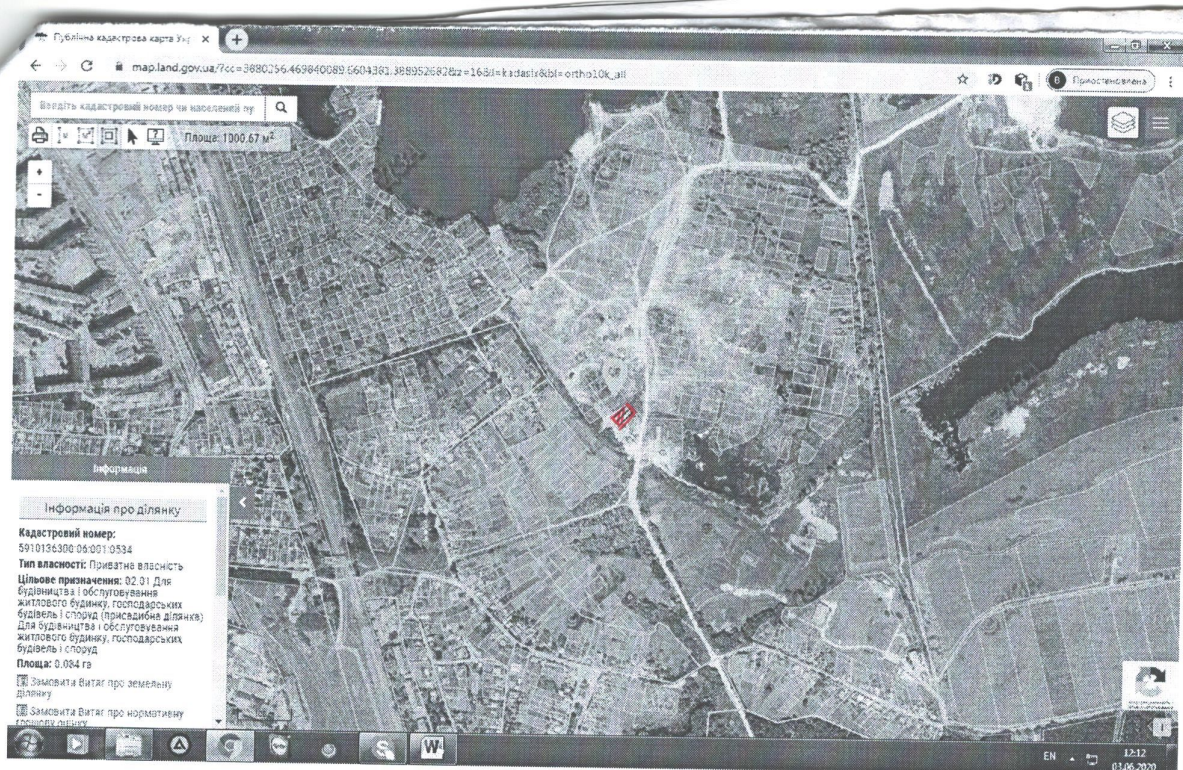 Публічна кадастрова карта Укр
map.land.gov.ua/?cc=3880256.469840089,6604381.388952682&z=16&l=kadastr&bl=ortho10k_all
Призупинена
Введіть кадастровий номер чи населений пу
Площа: 1000.67 м²
Інформація
Інформація про ділянку
Кадастровий номер:
5910136300:06:001:0534
Тип власності: Приватна власність
Цільове призначення: 02.01 Для
будівництва і обслуговування
житлового будинку, господарських
будівель і споруд (присадибна ділянка)
Для будівництва і обслуговування
житлового будинку, господарських
будівель і споруд
Площа: 0.084 га
Замовити Витяг про земельну
ділянку
Замовити Витяг про нормативну
грошову оцінку
EN
12:12
03.06.2020